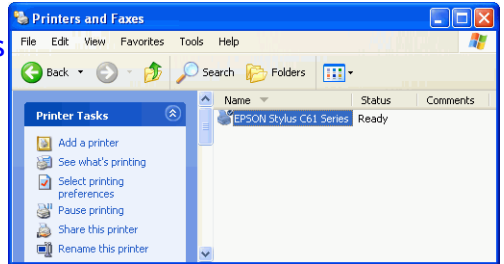 Printers and Faxes
File Edit View Favorites Tools Help
s
Back Search Folders
Printer Tasks
Add a printer
See what's printing
Select printing
preferences
Pause printing
Share this printer
Rename this printer
Name Status Comments
EPSON Stylus C61 Series Ready